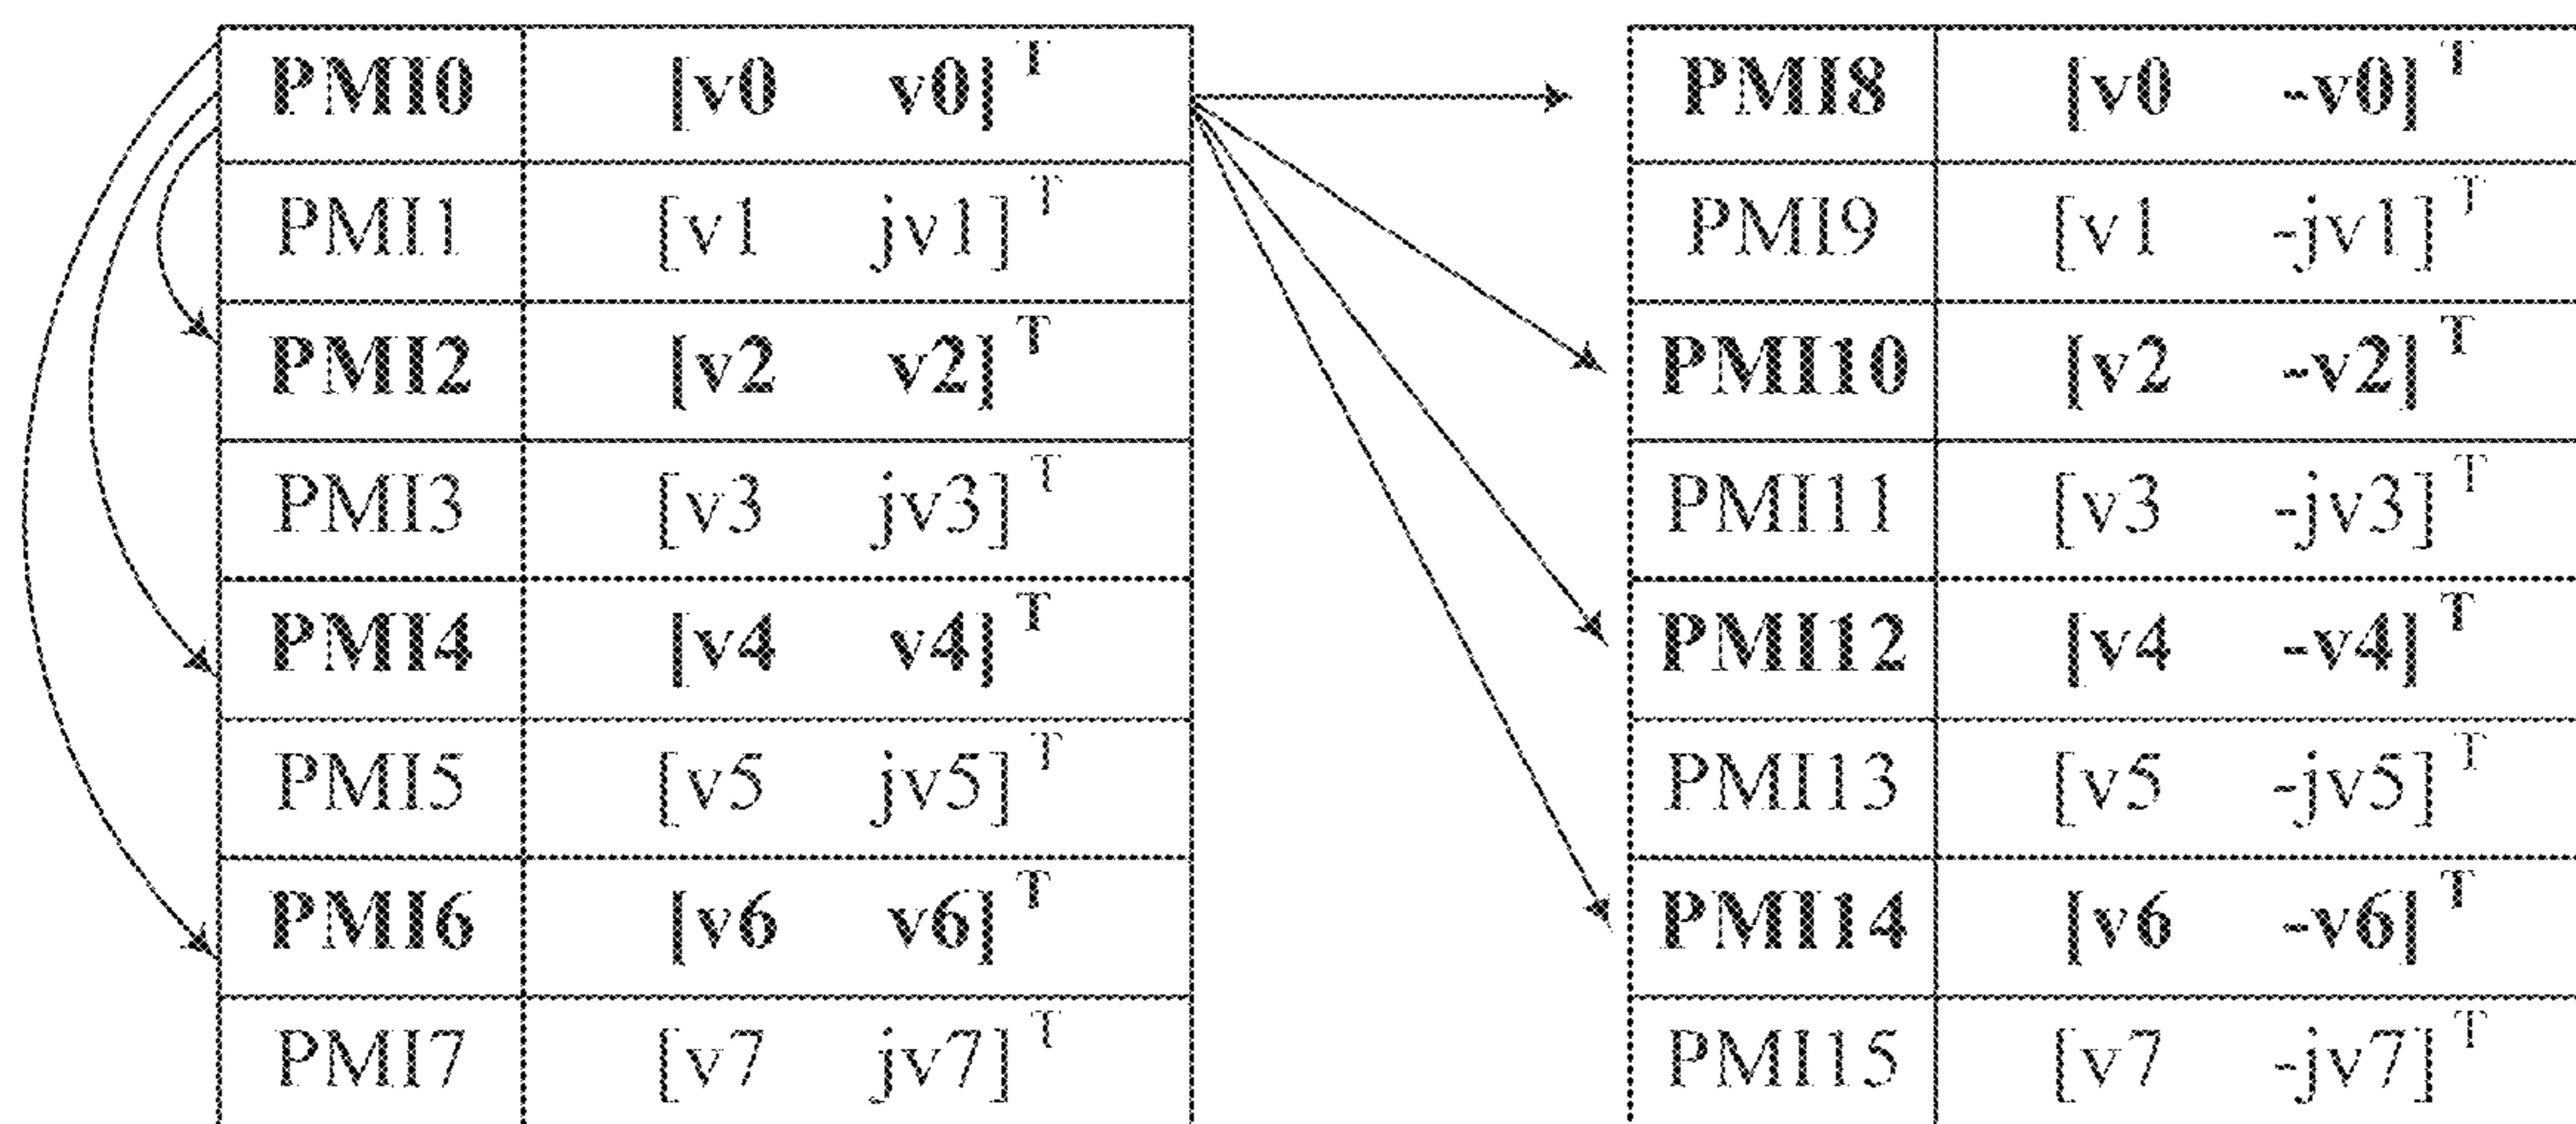 PMI0 [v0 v0]^T
PMI1 [v1 jv1]^T
PMI2 [v2 v2]^T
PMI3 [v3 jv3]^T
PMI4 [v4 v4]^T
PMI5 [v5 jv5]^T
PMI6 [v6 v6]^T
PMI7 [v7 jv7]^T
PMI8 [v0 -v0]^T
PMI9 [v1 -jv1]^T
PMI10 [v2 -v2]^T
PMI11 [v3 -jv3]^T
PMI12 [v4 -v4]^T
PMI13 [v5 -jv5]^T
PMI14 [v6 -v6]^T
PMI15 [v7 -jv7]^T